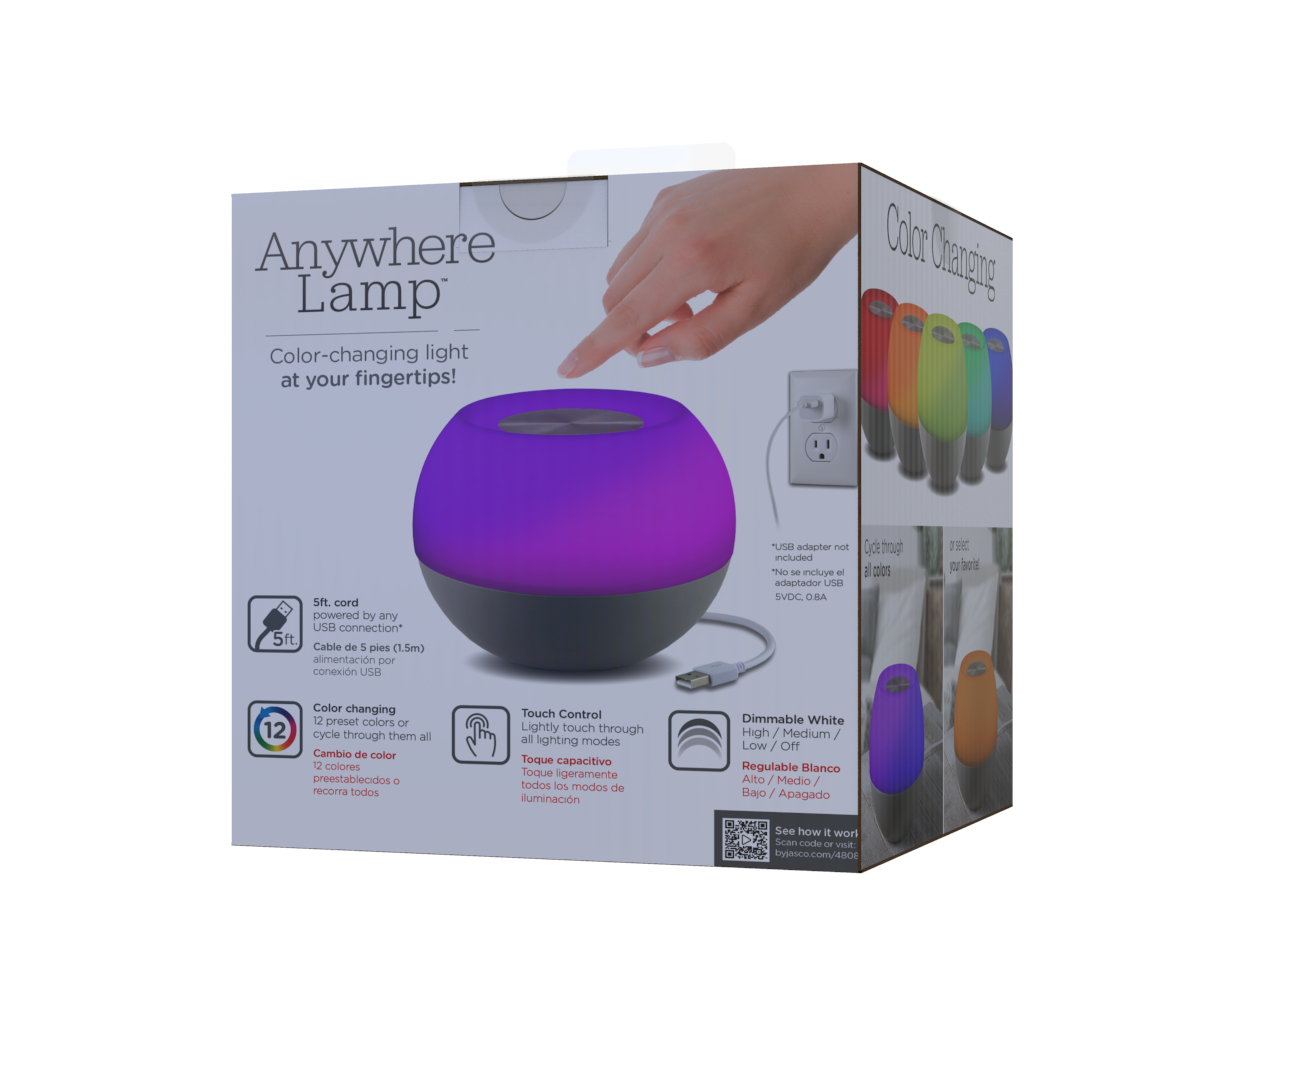 Anywhere
Lamp™
Color-changing light
at your fingertips!
*USB adapter not
included
*No se incluye el
adaptador USB
5VDC, 0.8A
5ft.
5ft. cord
powered by any
USB connection*
Cable de 5 pies (1.5m)
alimentación por
conexión USB
12
Color changing
12 preset colors or
cycle through them all
Cambio de color
12 colores
preestablecidos o
recorra todos
Touch Control
Lightly touch through
all lighting modes
Toque capacitivo
Toque ligeramente
todos los modos de
iluminación
Dimmable White
High / Medium /
Low / Off
Regulable Blanco
Alto / Medio /
Bajo / Apagado
See how it work
Scan code or visit:
byjasco.com/4808
Color Changing
Cycle through
all colors
or select
your favorite!